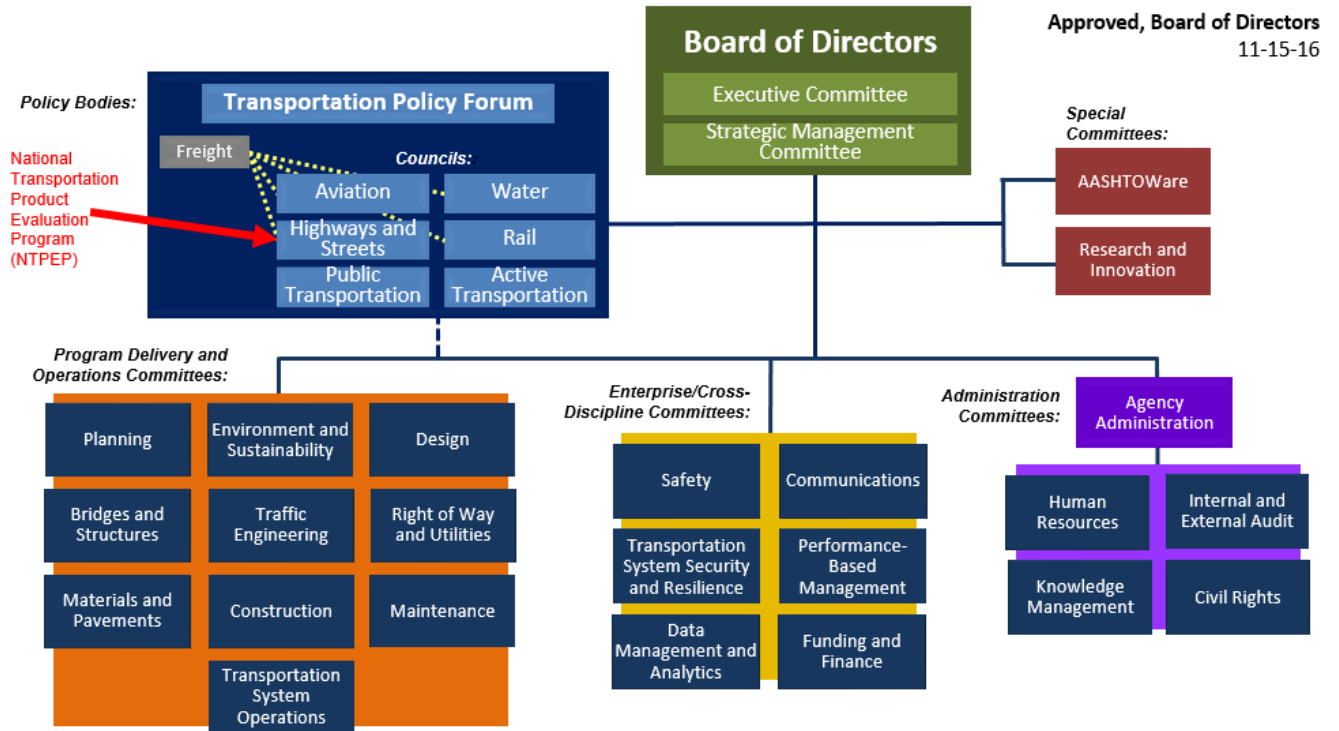 Approved, Board of Directors
11-15-16
Board of Directors
Executive Committee
Strategic Management
Committee
Policy Bodies:
Transportation Policy Forum
Freight
Councils:
Aviation
Water
Highways and
Streets
Rail
Public
Transportation
Active
Transportation
National
Transportation
Product
Evaluation
Program
(NTPEP)
Special
Committees:
AASHTOWare
Research and
Innovation
Program Delivery and
Operations Committees:
Planning
Environment and
Sustainability
Design
Bridges and
Structures
Traffic
Engineering
Right of Way
and Utilities
Materials and
Pavements
Construction
Maintenance
Transportation
System
Operations
Enterprise/Cross-
Discipline Committees:
Safety
Communications
Transportation
System Security
and Resilience
Performance-
Based
Management
Data
Management and
Analytics
Funding and
Finance
Administration
Committees:
Agency
Administration
Human
Resources
Internal and
External Audit
Knowledge
Management
Civil Rights